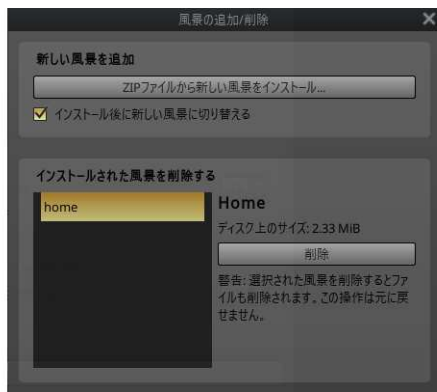 風景の追加/削除
新しい風景を追加
ZIPファイルから新しい風景をインストール...
インストール後に新しい風景に切り替える
インストールされた風景を削除する
home
Home
ディスク上のサイズ: 2.33 MiB
削除
警告: 選択された風景を削除するとファ
イルも削除されます。この操作は元に戻
せません。